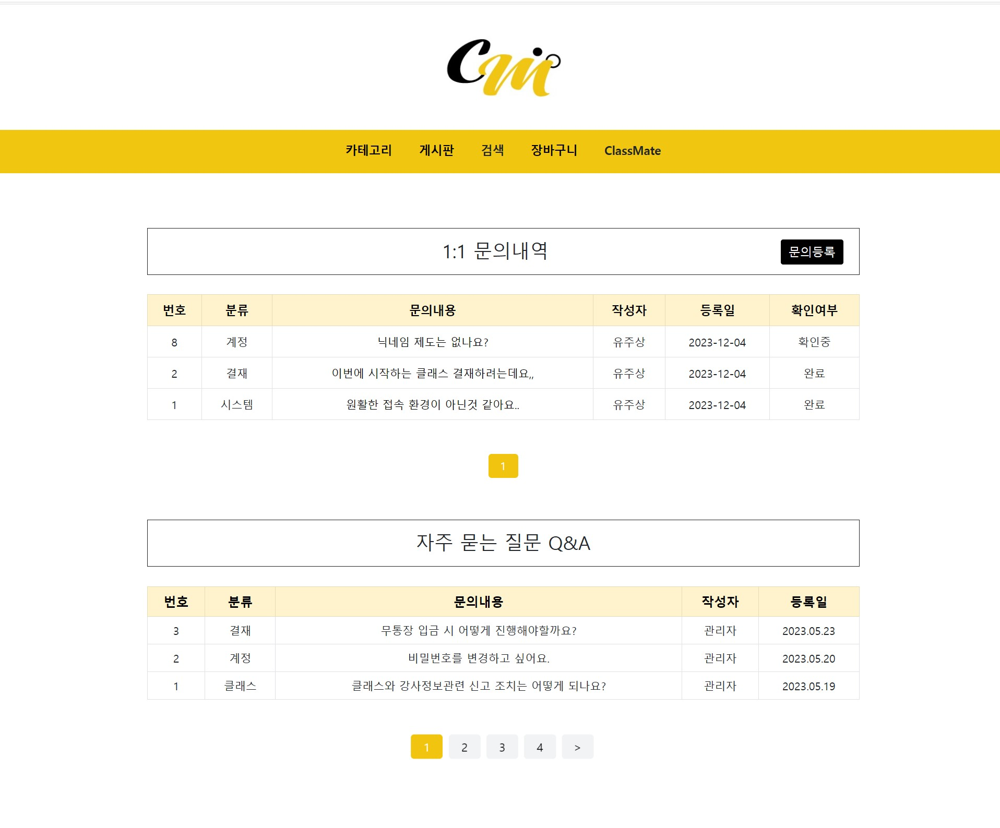 Cm
카테고리 게시판 검색 장바구니 ClassMate
1:1 문의내역 문의등록
번호 분류 문의내용 작성자 등록일 확인여부
8 계정 닉네임 제도는 없나요? 유주상 2023-12-04 확인중
2 결재 이번에 시작하는 클래스 결재하려는데요,, 유주상 2023-12-04 완료
1 시스템 원활한 접속 환경이 아닌것 같아요.. 유주상 2023-12-04 완료
1
자주 묻는 질문 Q&A
번호 분류 문의내용 작성자 등록일
3 결재 무통장 입금 시 어떻게 진행해야할까요? 관리자 2023.05.23
2 계정 비밀번호를 변경하고 싶어요. 관리자 2023.05.20
1 클래스 클래스와 강사정보관련 신고 조치는 어떻게 되나요? 관리자 2023.05.19
1 2 3 4 >